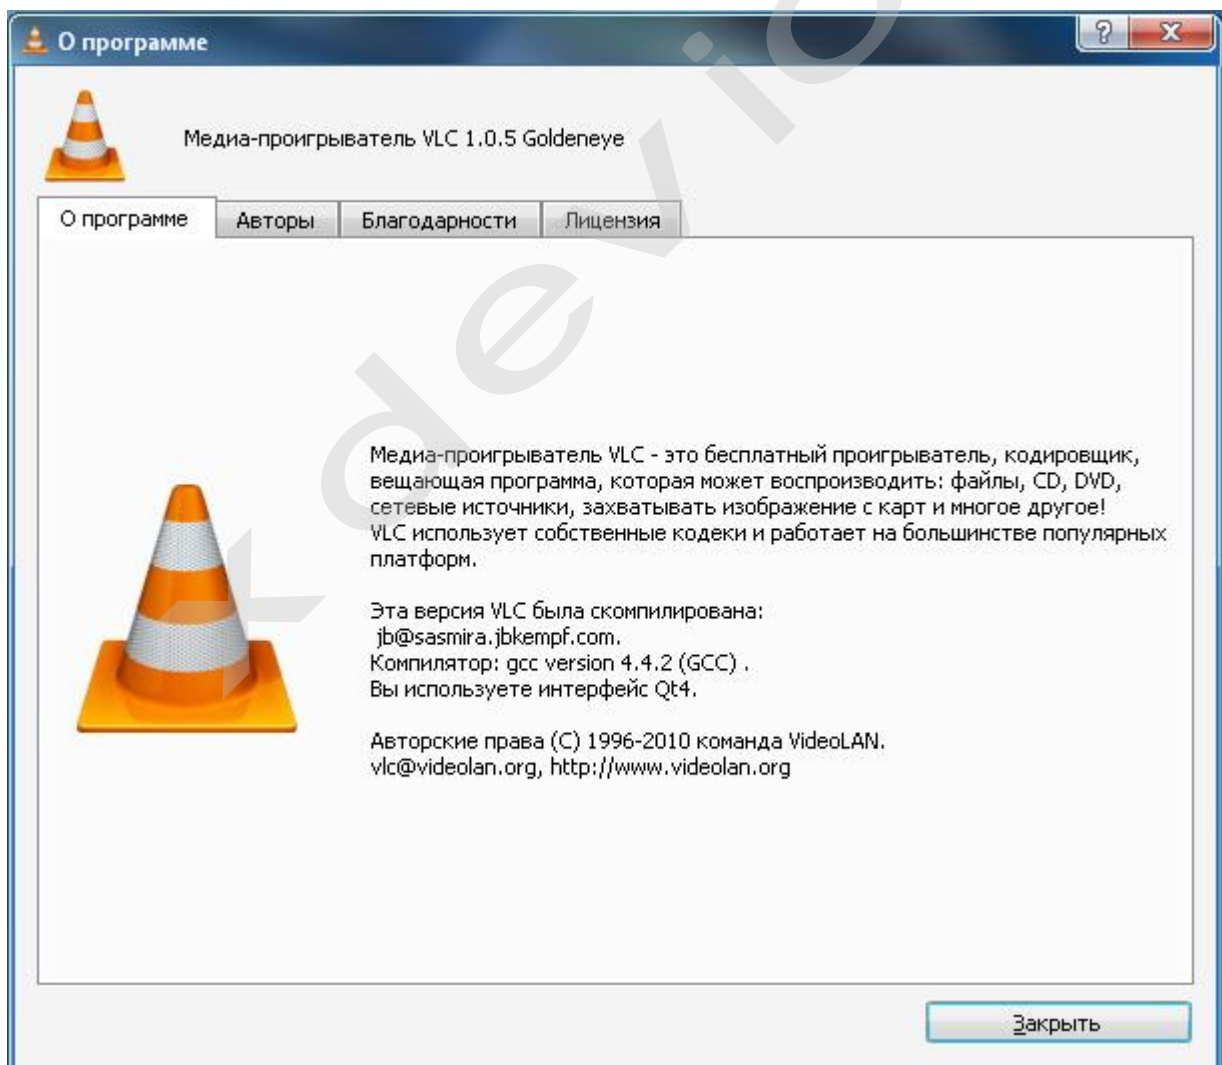 О программе
Медиа-проигрыватель VLC 1.0.5 Goldeneye
О программе Авторы Благодарности Лицензия
Медиа-проигрыватель VLC - это бесплатный проигрыватель, кодировщик,
вещающая программа, которая может воспроизводить: файлы, CD, DVD,
сетевые источники, захватывать изображение с карт и многое другое!
VLC использует собственные кодеки и работает на большинстве популярных
платформ.
Эта версия VLC была скомпилирована:
jb@sasmira.jbkempf.com.
Компилятор: gcc version 4.4.2 (GCC) .
Вы используете интерфейс Qt4.
Авторские права (C) 1996-2010 команда VideoLAN.
vlc@videolan.org, http://www.videolan.org
Закрыть